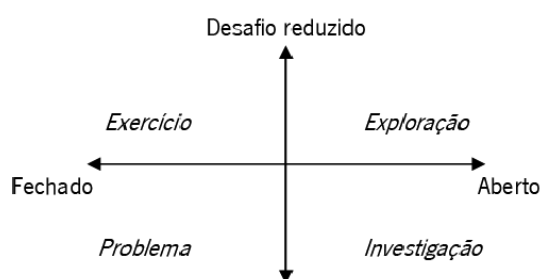 Desafio reduzido
Exercício Exploração
Fechado Aberto
Problema Investigação